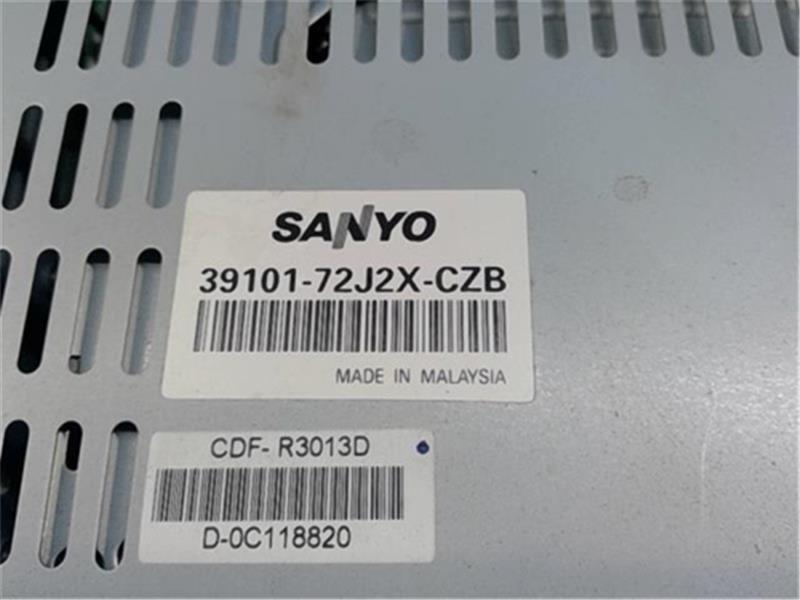 SANYO
39101-72J2X-CZB
MADE IN MALAYSIA
CDF- R3013D
D-0C118820